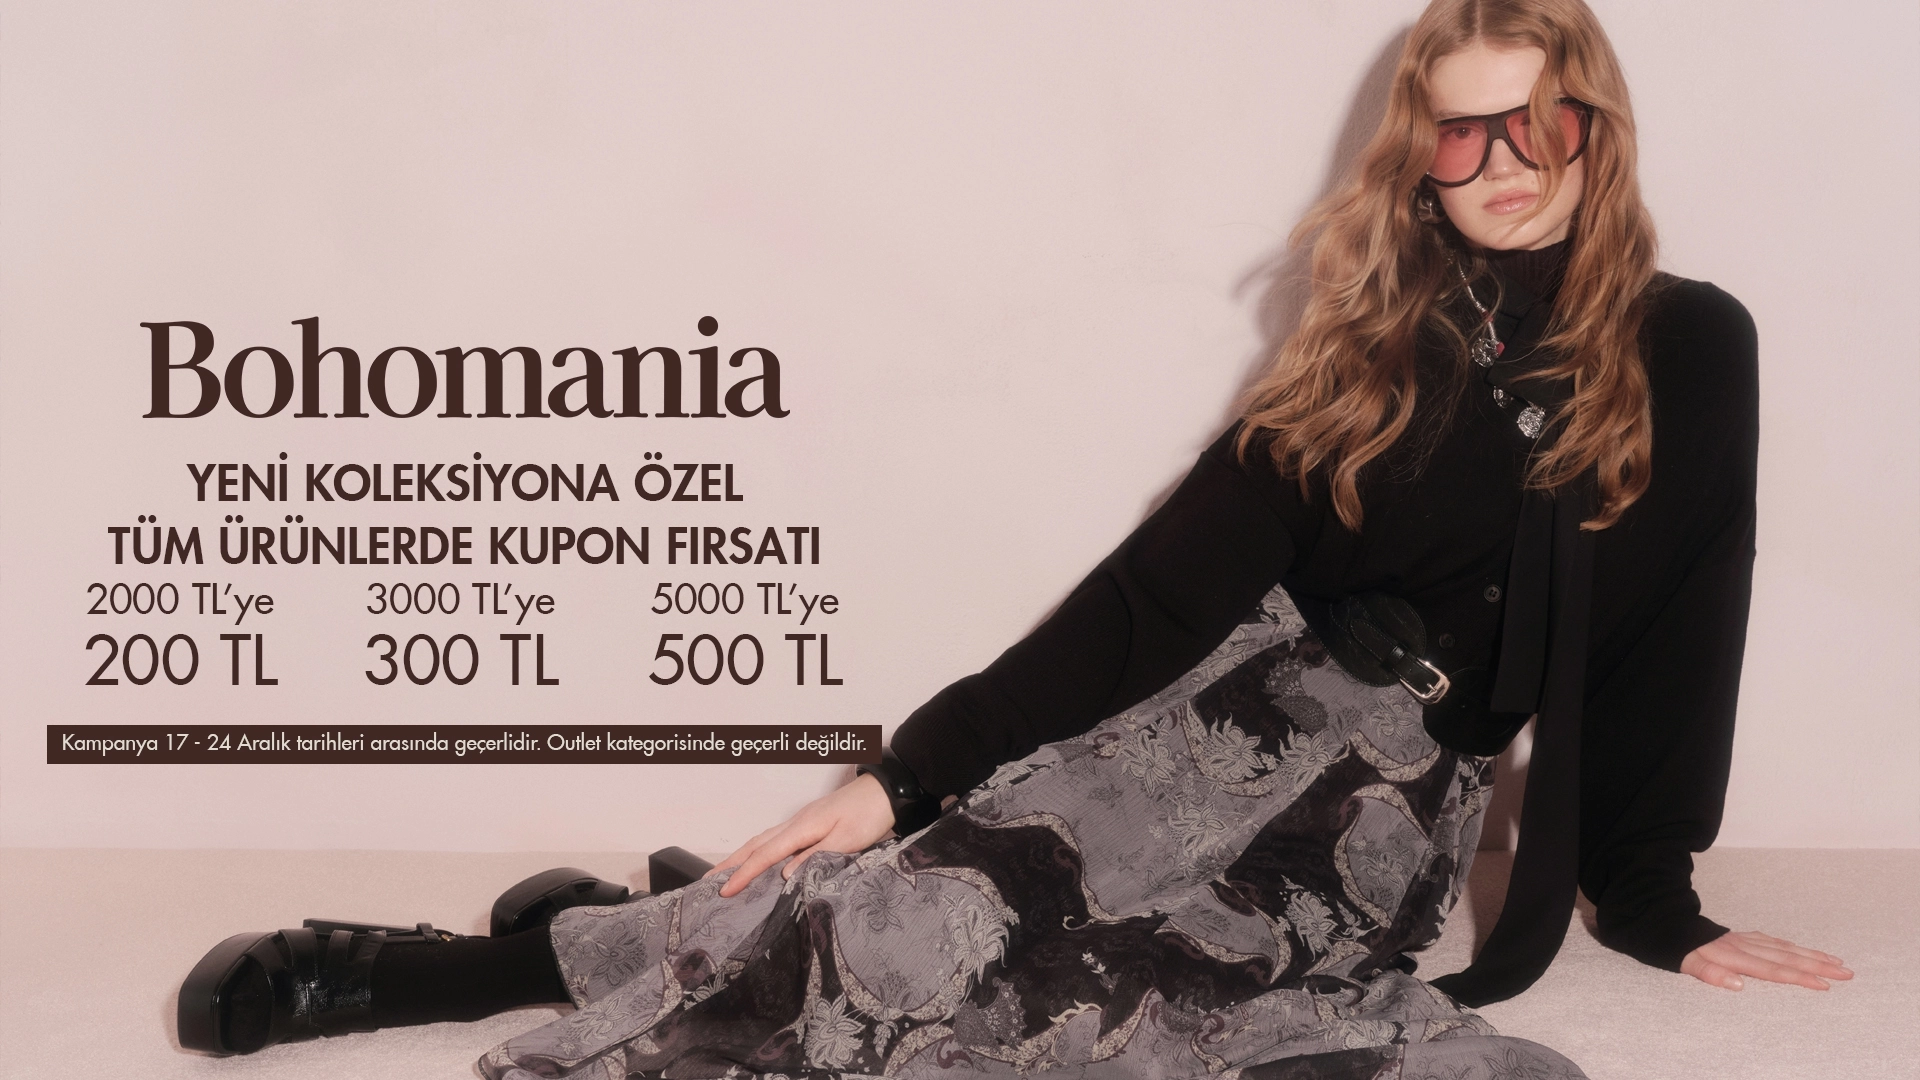 Bohomania
YENİ KOLEKSİYONA ÖZEL
TÜM ÜRÜNLERDE KUPON FIRSATI
2000 TL’ye 3000 TL’ye 5000 TL’ye
200 TL 300 TL 500 TL
Kampanya 17 - 24 Aralık tarihleri arasında geçerlidir. Outlet kategorisinde geçerli değildir.